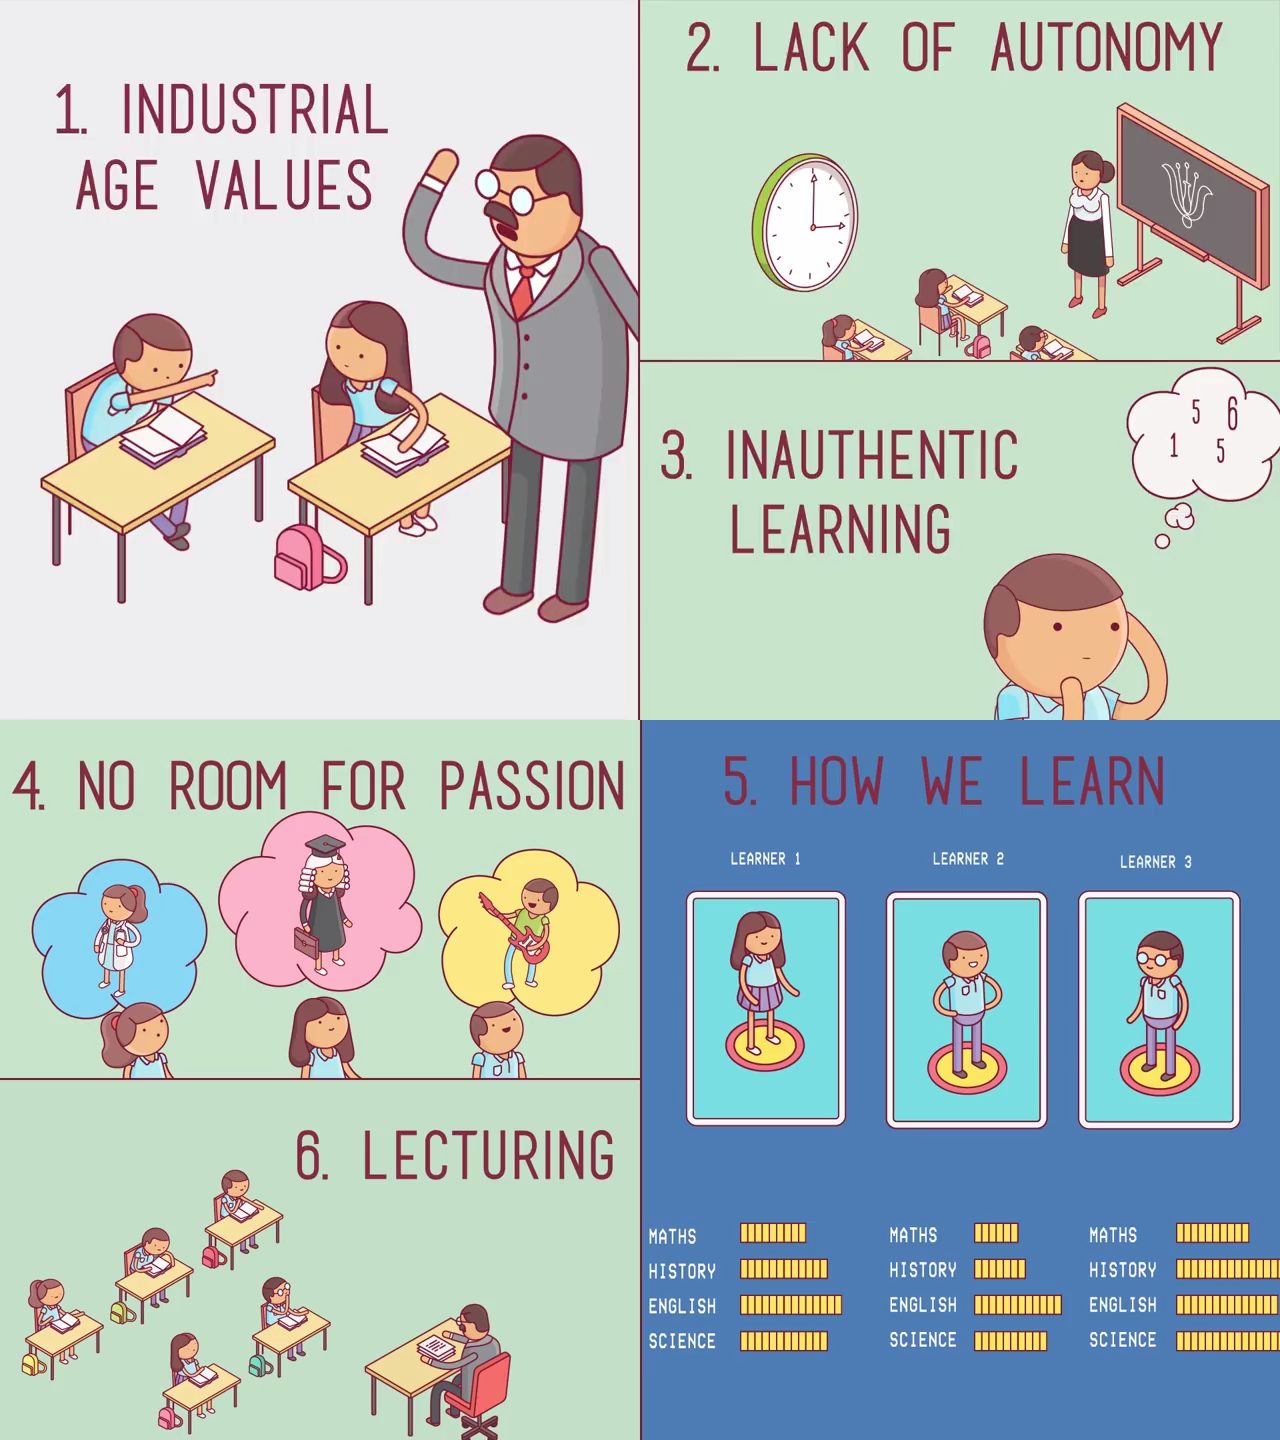 1. INDUSTRIAL
AGE VALUES
2. LACK OF AUTONOMY
3. INAUTHENTIC
LEARNING
5 6
1 5
4. NO ROOM FOR PASSION
5. HOW WE LEARN
LEARNER 1
LEARNER 2
LEARNER 3
MATHS
HISTORY
ENGLISH
SCIENCE
MATHS
HISTORY
ENGLISH
SCIENCE
MATHS
HISTORY
ENGLISH
SCIENCE
6. LECTURING